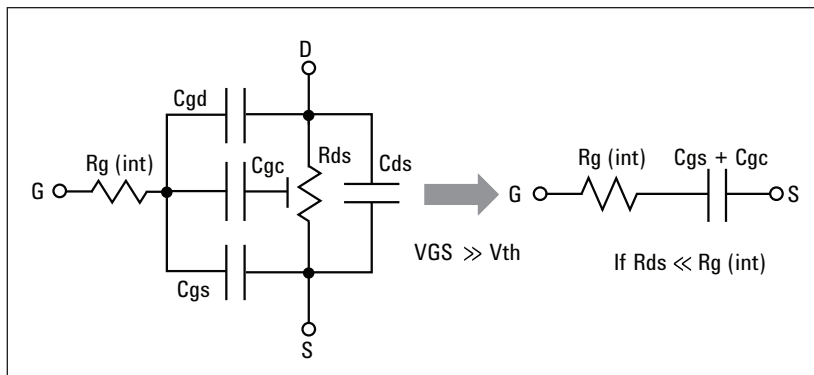 D
Cgd
Rg (int)
Cgc
Rds
Cds
G
Cgs
S
VGS ≫ Vth
Rg (int)
Cgs + Cgc
G
S
If Rds ≪ Rg (int)